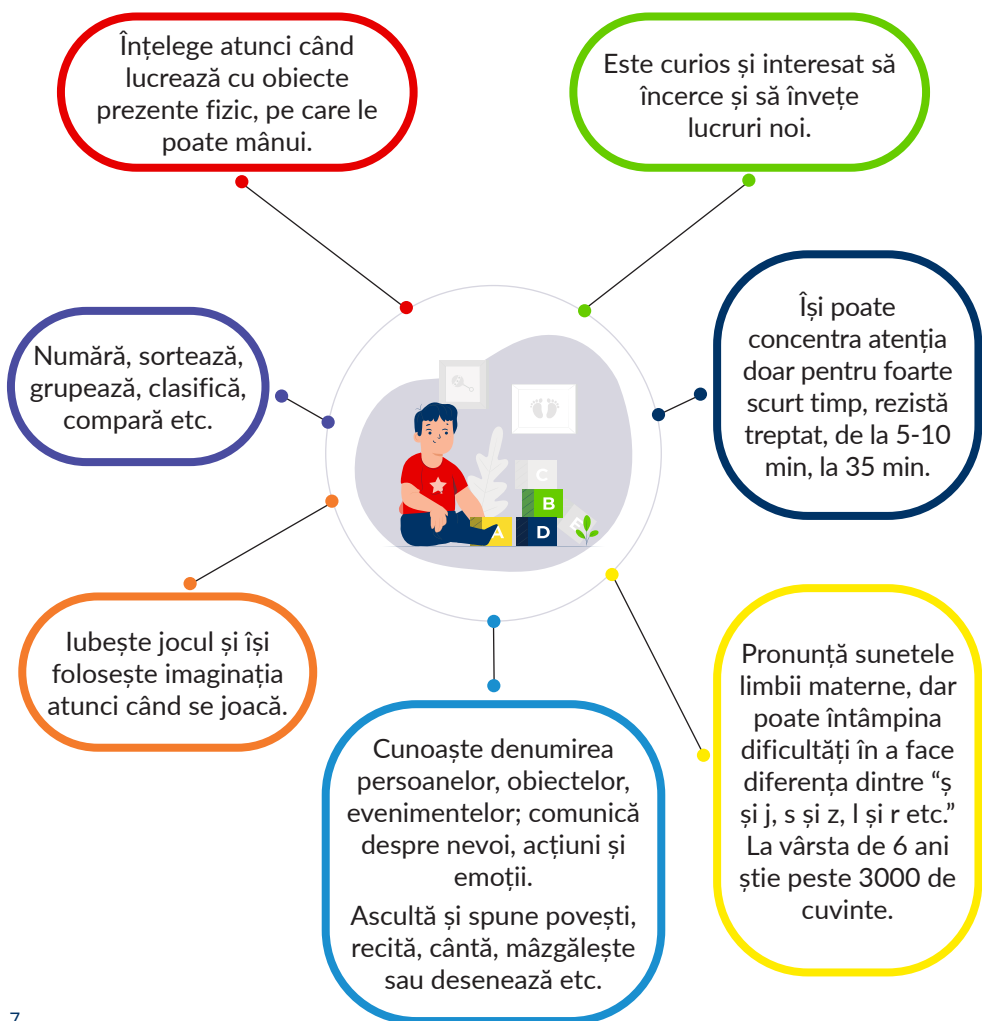 Înțelege atunci când
lucrează cu obiecte
prezente fizic, pe care le
poate mânui.
Este curios și interesat să
încerce și să învețe
lucruri noi.
Numără, sortează,
grupează, clasifică,
compară etc.
Își poate
concentra atenția
doar pentru foarte
scurt timp, rezistă
treptat, de la 5-10
min, la 35 min.
C
B
A
D
E
Iubește jocul și își
folosește imaginația
atunci când se joacă.
Cunoaște denumirea
persoanelor, obiectelor,
evenimentelor; comunică
despre nevoi, acțiuni și
emoții.
Ascultă și spune povești,
recită, cântă, mâzgălește
sau desenează etc.
Pronunță sunetele
limbii materne, dar
poate întâmpina
dificultăți în a face
diferența dintre “ș
și j, s și z, l și r etc.”
La vârsta de 6 ani
știe peste 3000 de
cuvinte.
7